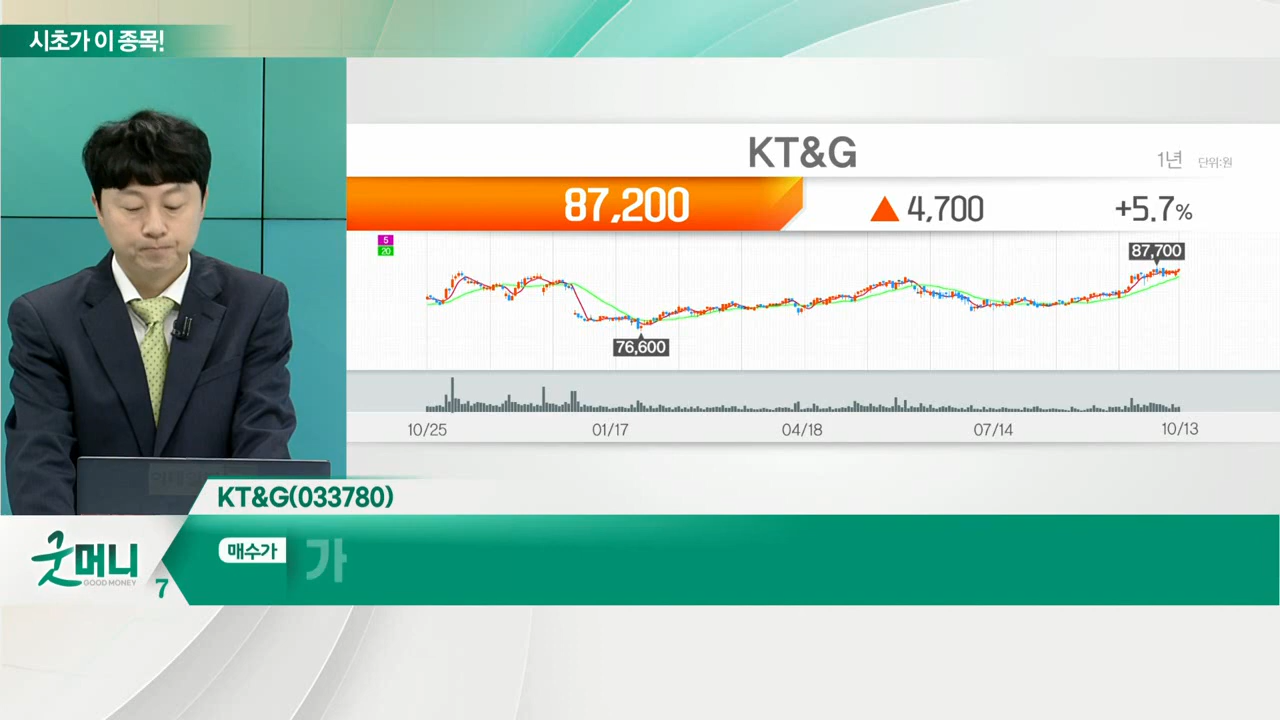 시초가 이 종목!
KT&G
1년 단위:원
87,200 ▲ 4,700 +5.7%
5
20
87,700
76,600
10/25 01/17 04/18 07/14 10/13
KT&G(033780)
굿머니
GOOD MONEY
7
매수가 가